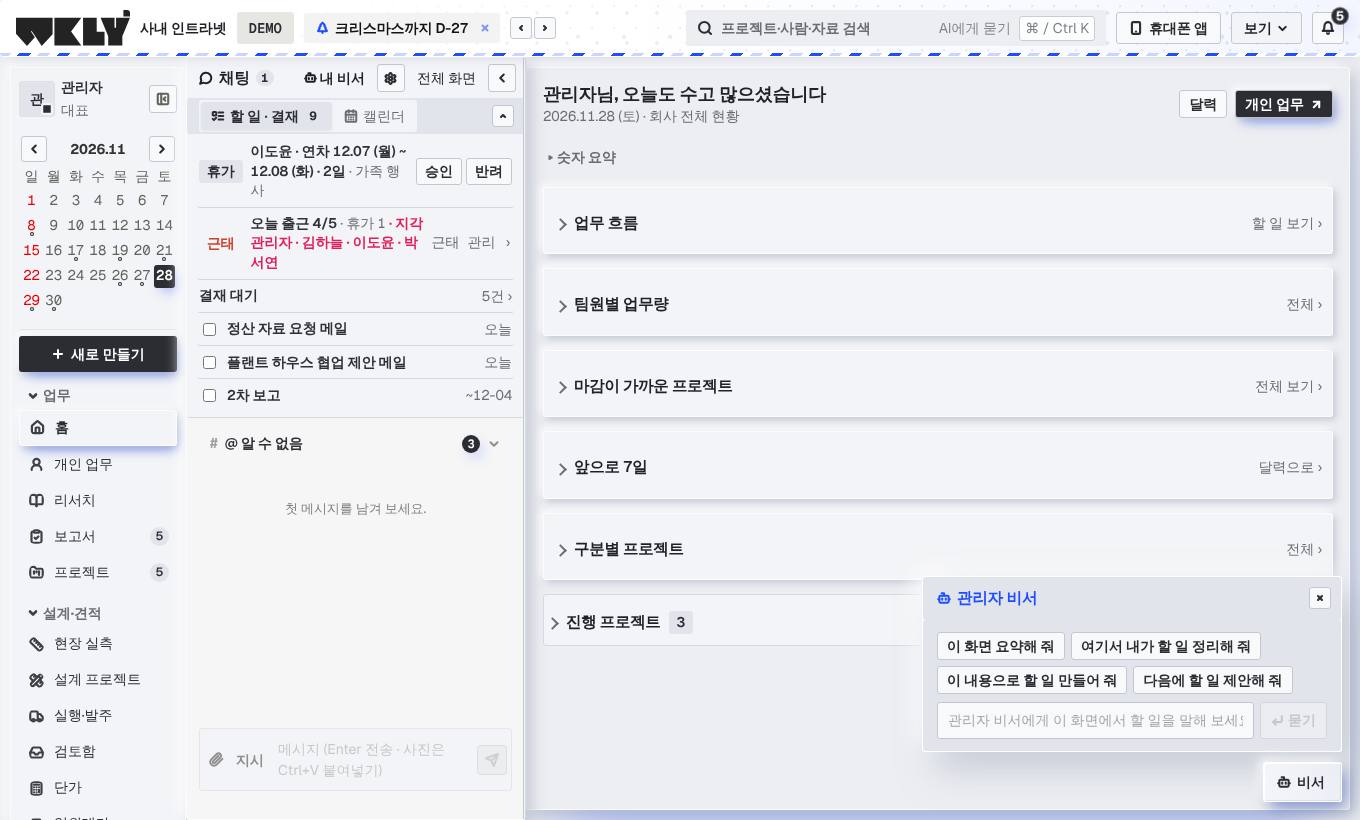 WKLY 사내 인트라넷 DEMO 크리스마스까지 D-27 × 프로젝트·사람·자료 검색 AI에게 묻기 ⌘ / Ctrl K 휴대폰 앱 보기 5
관 관리자
대표
2026.11
일 월 화 수 목 금 토
1 2 3 4 5 6 7
8 9 10 11 12 13 14
15 16 17 18 19 20 21
22 23 24 25 26 27 28
29 30
+ 새로 만들기
업무
홈
개인 업무
리서치
보고서 5
프로젝트 5
설계·견적
현장 실측
설계 프로젝트
실행·발주
검토함
단가
채팅 1 내 비서 전체 화면
할 일 · 결재 9 캘린더
휴가 이도윤 · 연차 12.07 (월) ~
12.08 (화) · 2일 · 가족 행
사
승인 반려
근태 오늘 출근 4/5 · 휴가 1 · 지각
관리자 · 김하늘 · 이도윤 · 박
서연
근태 관리 ›
결재 대기 5건 ›
정산 자료 요청 메일 오늘
플랜트 하우스 협업 제안 메일 오늘
2차 보고 ~12-04
# @ 알 수 없음 3
첫 메시지를 남겨 보세요.
지시 메시지 (Enter 전송 · 사진은
Ctrl+V 붙여넣기)
관리자님, 오늘도 수고 많으셨습니다
2026.11.28 (토) · 회사 전체 현황
달력 개인 업무
숫자 요약
업무 흐름 할 일 보기 ›
팀원별 업무량 전체 ›
마감이 가까운 프로젝트 전체 보기 ›
앞으로 7일 달력으로 ›
구분별 프로젝트 전체 ›
진행 프로젝트 3
관리자 비서
이 화면 요약해 줘 여기서 내가 할 일 정리해 줘
이 내용으로 할 일 만들어 줘 다음에 할 일 제안해 줘
관리자 비서에게 이 화면에서 할 일을 말해 묻기
비서